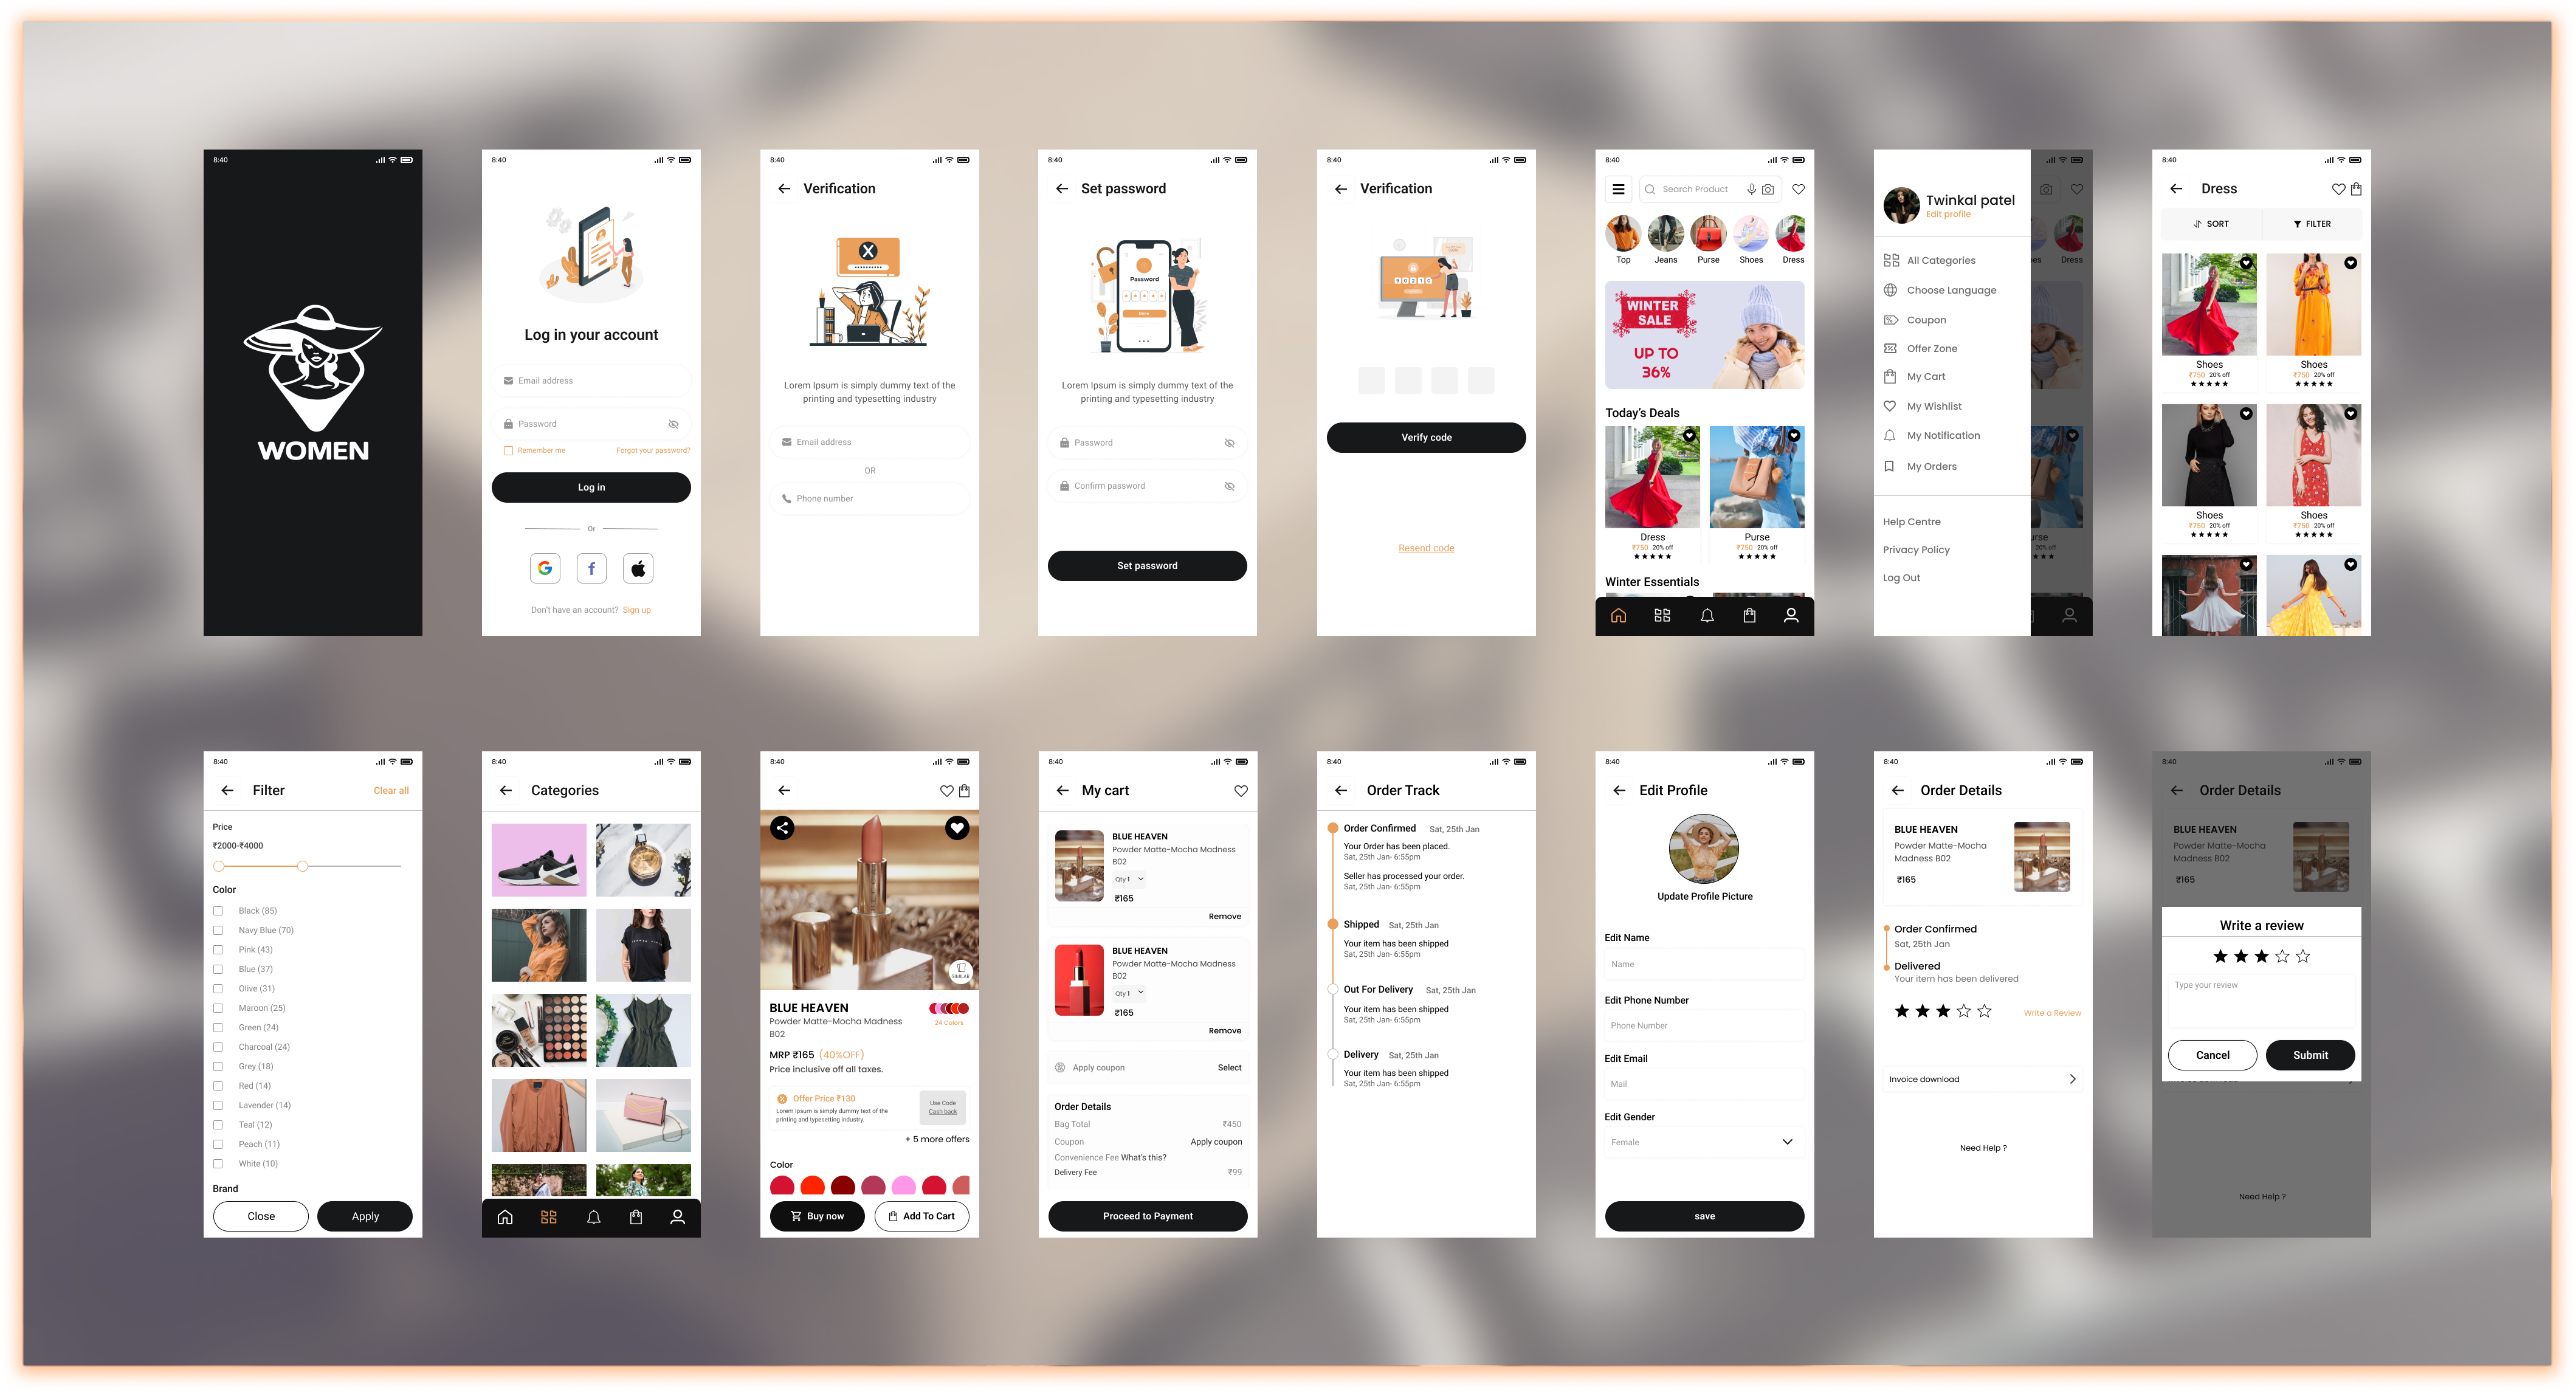 8:40
WOMEN
8:40
Log in your account
Email address
Password
Remember me
Forgot your password?
Log in
Or
Don't have an account? Sign up
8:40
Verification
X
Lorem Ipsum is simply dummy text of the
printing and typesetting industry
Email address
OR
Phone number
8:40
Set password
Password
Lorem Ipsum is simply dummy text of the
printing and typesetting industry
Password
Confirm password
Set password
8:40
Verification
Verify code
Resend code
8:40
Search Product
Top
Jeans
Purse
Shoes
Dress
WINTER
SALE
UP TO
36%
Today's Deals
Dress
₹750 20% off
Purse
₹750 20% off
Winter Essentials
Twinkal patel
Edit profile
All Categories
Choose Language
Coupon
Offer Zone
My Cart
My Wishlist
My Notification
My Orders
Help Centre
Privacy Policy
Log Out
es
Dress
urse
20% off
8:40
Dress
SORT
FILTER
Shoes
₹750 20% off
Shoes
₹750 20% off
Shoes
₹750 20% off
Shoes
₹750 20% off
8:40
Filter
Clear all
Price
₹2000-₹4000
Color
Black (85)
Navy Blue (70)
Pink (43)
Blue (37)
Olive (31)
Maroon (25)
Green (24)
Charcoal (24)
Grey (18)
Red (14)
Lavender (14)
Teal (12)
Peach (11)
White (10)
Brand
Close
Apply
8:40
Categories
8:40
SIMILAR
BLUE HEAVEN
Powder Matte-Mocha Madness
B02
24 Colors
MRP ₹165 (40%OFF)
Price inclusive off all taxes.
Offer Price ₹130
Lorem Ipsum is simply dummy text of the
printing and typesetting industry.
Use Code
Cash back
+ 5 more offers
Color
Buy now
Add To Cart
8:40
My cart
BLUE HEAVEN
Powder Matte-Mocha Madness
B02
Qty 1
₹165
Remove
BLUE HEAVEN
Powder Matte-Mocha Madness
B02
Qty 1
₹165
Remove
Apply coupon
Select
Order Details
Bag Total
₹450
Coupon
Apply coupon
Convenience Fee What's this?
Delivery Fee
₹99
Proceed to Payment
8:40
Order Track
Order Confirmed Sat, 25th Jan
Your Order has been placed.
Sat, 25th Jan- 6:55pm
Seller has processed your order.
Sat, 25th Jan- 6:55pm
Shipped Sat, 25th Jan
Your item has been shipped
Sat, 25th Jan- 6:55pm
Out For Delivery Sat, 25th Jan
Your item has been shipped
Sat, 25th Jan- 6:55pm
Delivery Sat, 25th Jan
Your item has been shipped
Sat, 25th Jan- 6:55pm
8:40
Edit Profile
Update Profile Picture
Edit Name
Name
Edit Phone Number
Phone Number
Edit Email
Mail
Edit Gender
Female
save
8:40
Order Details
BLUE HEAVEN
Powder Matte-Mocha
Madness B02
₹165
Order Confirmed
Sat, 25th Jan
Delivered
Your item has been delivered
Write a Review
Invoice download
Need Help ?
8:40
Order Details
BLUE HEAVEN
Powder Matte-Mocha
Madness B02
₹165
Write a review
Type your review
Cancel
Submit
Need Help ?